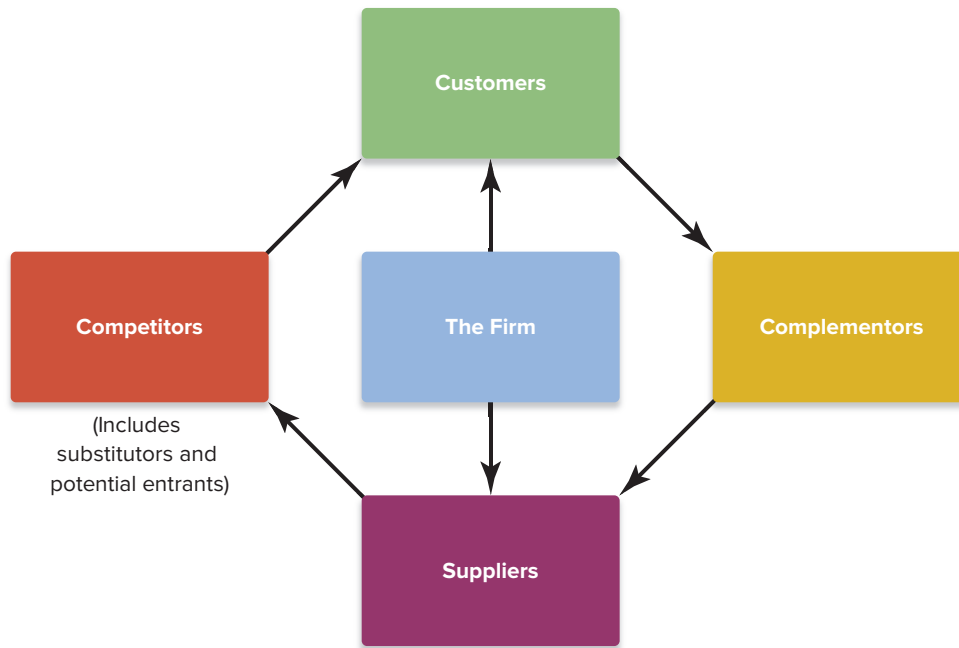 Customers
Competitors
The Firm
Complementors
(Includes
substitutors and
potential entrants)
Suppliers